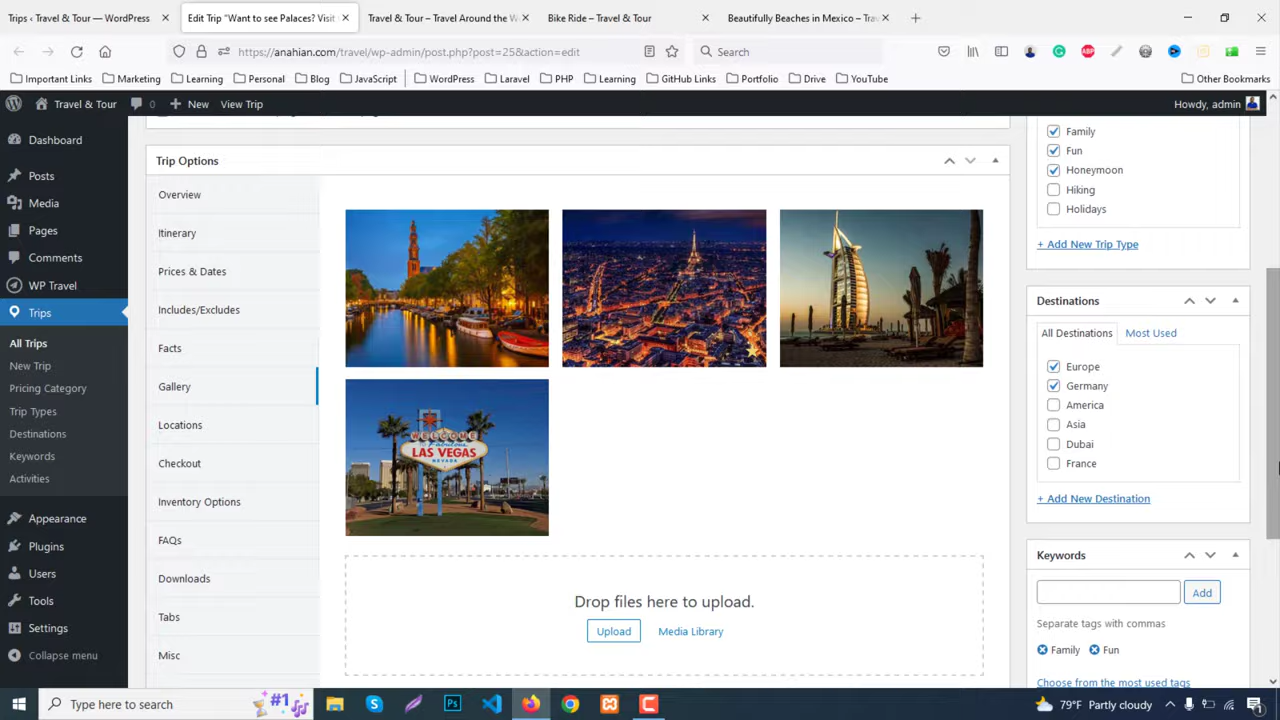 Trips ‹ Travel & Tour — WordPress
Edit Trip "Want to see Palaces? Visit
Travel & Tour – Travel Around the W
Bike Ride – Travel & Tour
Beautifully Beaches in Mexico – Trav
https://anahian.com/travel/wp-admin/post.php?post=25&action=edit
Search
Important Links
Marketing
Learning
Personal
Blog
JavaScript
WordPress
Laravel
PHP
Learning
GitHub Links
Portfolio
Drive
YouTube
Other Bookmarks
Travel & Tour
0
New
View Trip
Howdy, admin
Dashboard
Posts
Media
Pages
Comments
WP Travel
Trips
All Trips
New Trip
Pricing Category
Trip Types
Destinations
Keywords
Activities
Appearance
Plugins
Users
Tools
Settings
Collapse menu
Trip Options
Overview
Itinerary
Prices & Dates
Includes/Excludes
Facts
Gallery
Locations
Checkout
Inventory Options
FAQs
Downloads
Tabs
Misc
WELCOME
TO Fabulous
LAS VEGAS
NEVADA
Drop files here to upload.
Upload
Media Library
Family
Fun
Honeymoon
Hiking
Holidays
+ Add New Trip Type
Destinations
All Destinations
Most Used
Europe
Germany
America
Asia
Dubai
France
+ Add New Destination
Keywords
Add
Separate tags with commas
Family
Fun
Choose from the most used tags
Type here to search
#1
Ps
79°F Partly cloudy